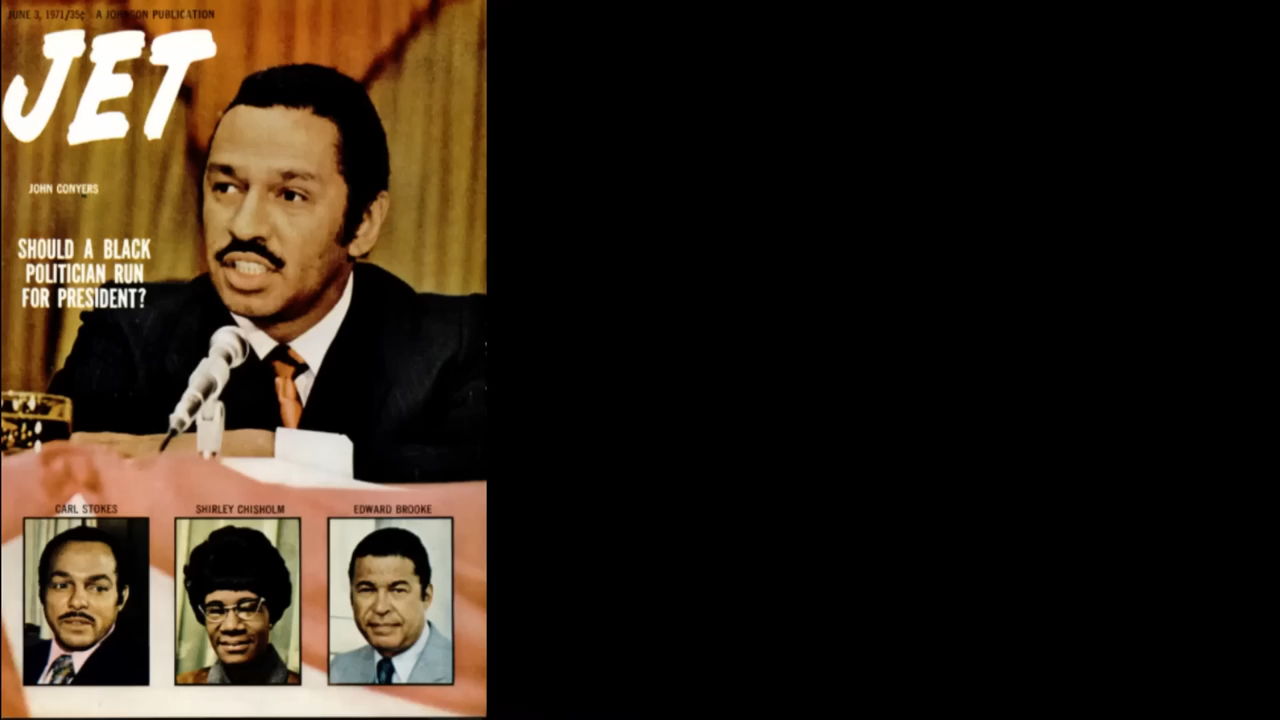 JUNE 3, 1971/35¢ A JOHNSON PUBLICATION
JET
JOHN CONYERS
SHOULD A BLACK
POLITICIAN RUN
FOR PRESIDENT?
CARL STOKES
SHIRLEY CHISHOLM
EDWARD BROOKE